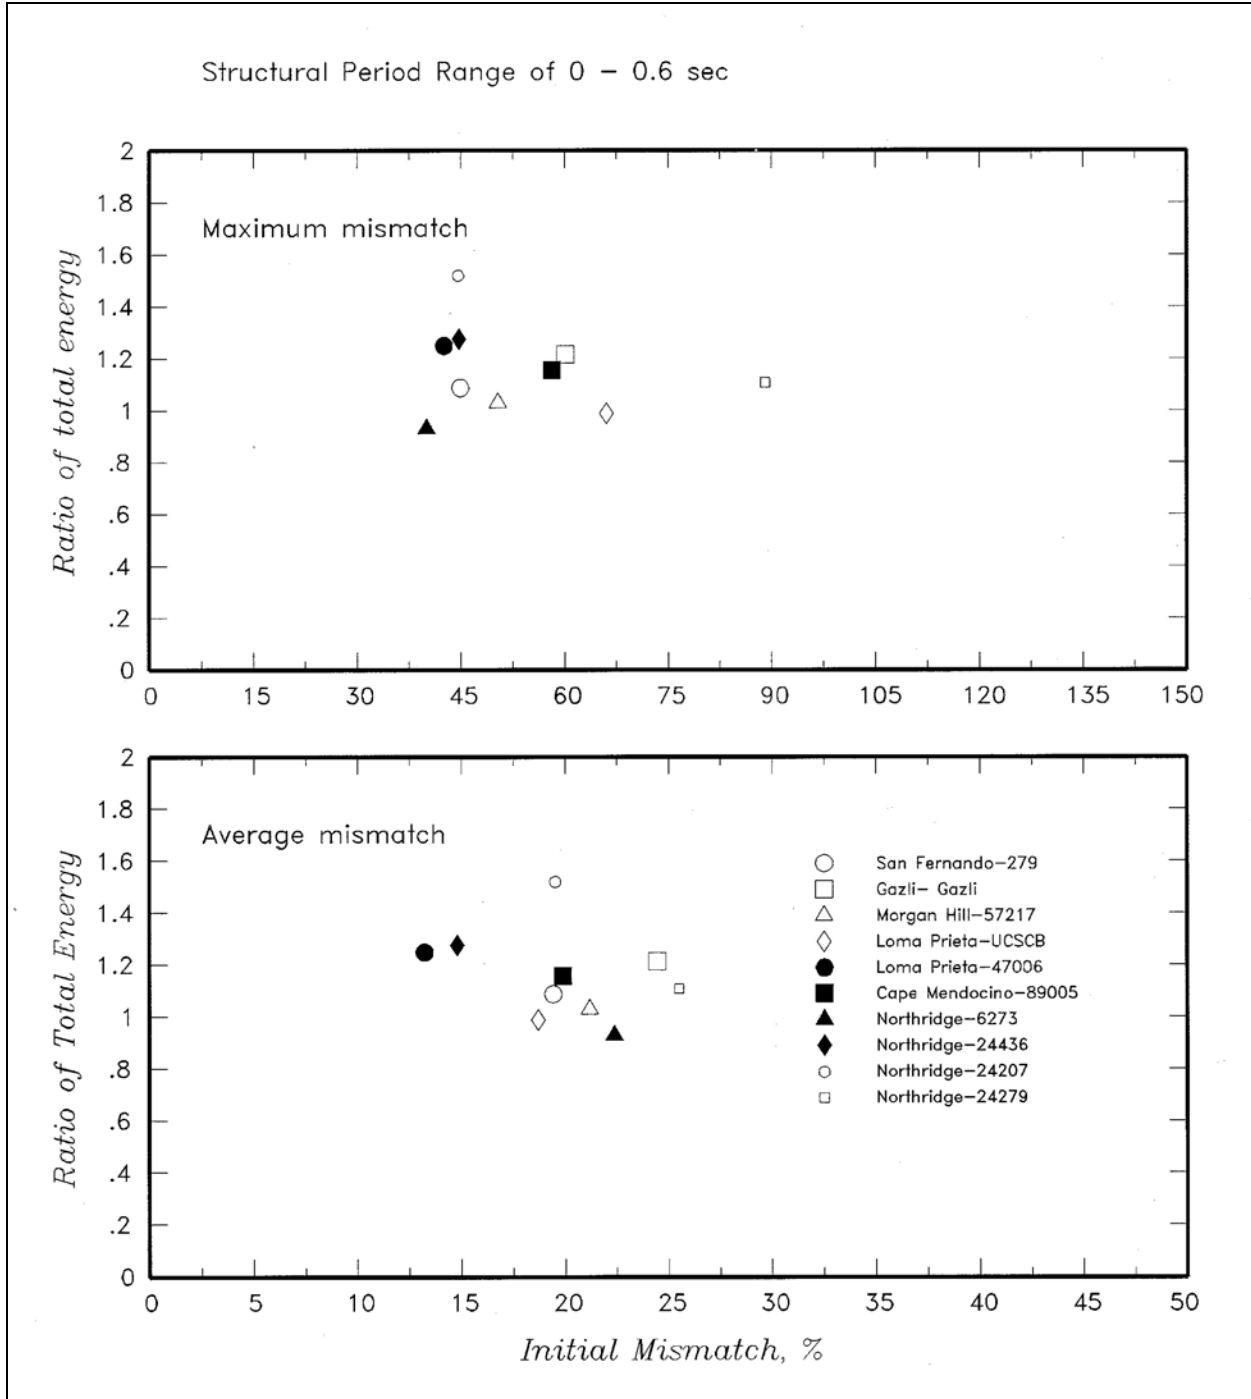 Structural Period Range of 0 – 0.6 sec
2
1.8
Maximum mismatch
1.6
1.4
1.2
1
.8
.6
.4
.2
0
Ratio of total energy
0 15 30 45 60 75 90 105 120 135 150
2
1.8
Average mismatch
1.6
1.4
1.2
1
.8
.6
.4
.2
0
Ratio of Total Energy
San Fernando–279
Gazli– Gazli
Morgan Hill–57217
Loma Prieta–UCSCB
Loma Prieta–47006
Cape Mendocino–89005
Northridge–6273
Northridge–24436
Northridge–24207
Northridge–24279
0 5 10 15 20 25 30 35 40 45 50
Initial Mismatch, %